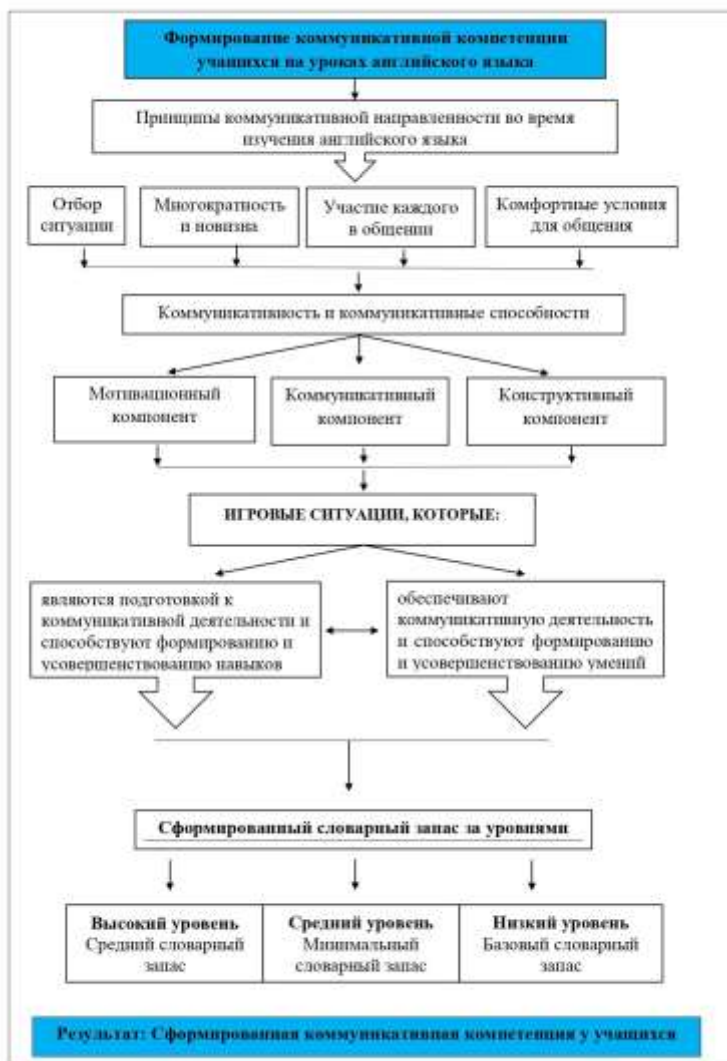 Формирование коммуникативной компетенции
учащихся на уроках английского языка
Принципы коммуникативной направленности во время
изучения английского языка
Отбор
ситуации
Многократность
и новизна
Участие каждого
в общении
Комфортные условия
для общения
Коммуникативность и коммуникативные способности
Мотивационный
компонент
Коммуникативный
компонент
Конструктивный
компонент
ИГРОВЫЕ СИТУАЦИИ, КОТОРЫЕ:
являются подготовкой к
коммуникативной деятельности и
способствуют формированию и
усовершенствованию навыков
обеспечивают
коммуникативную деятельность
и способствуют формированию
и усовершенствованию умений
Сформированный словарный запас за уровнями
Высокий уровень
Средний словарный
запас
Средний уровень
Минимальный
словарный запас
Низкий уровень
Базовый словарный
запас
Результат: Сформированная коммуникативная компетенция у учащихся